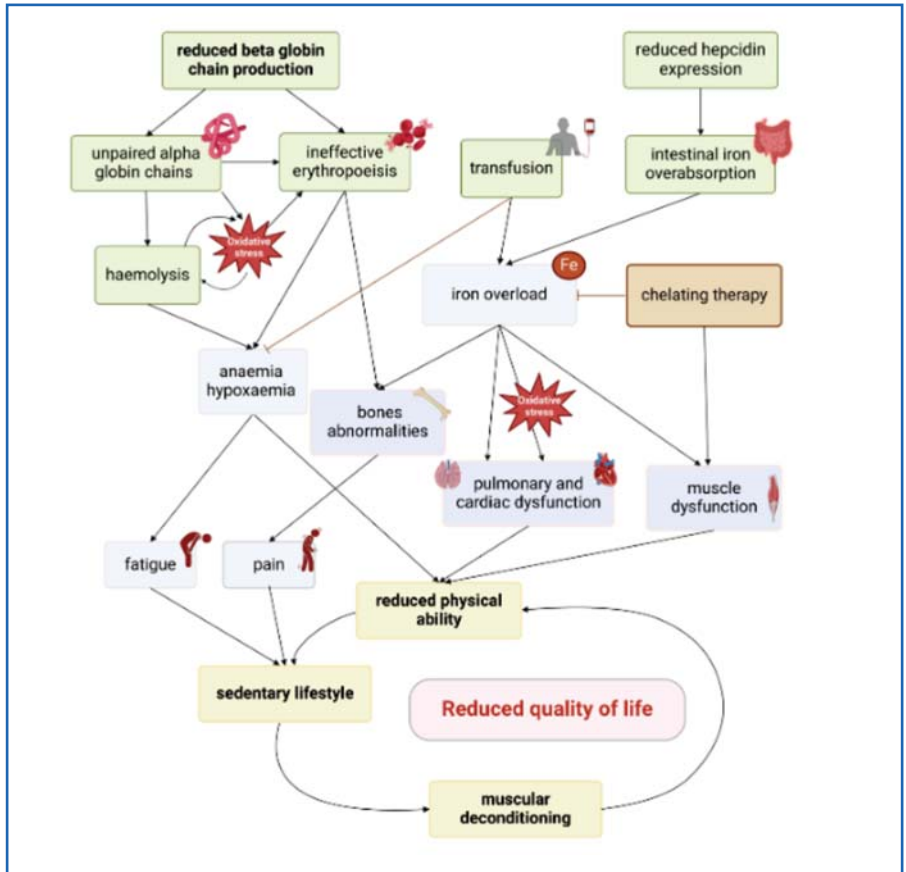 reduced beta globin
chain production
reduced hepcidin
expression
unpaired alpha
globin chains
ineffective
erythropoeisis
transfusion
intestinal iron
overabsorption
Oxidative
stress
haemolysis
Fe
iron overload
chelating therapy
anaemia
hypoxaemia
bones
abnormalities
Oxidative
stress
pulmonary and
cardiac dysfunction
muscle
dysfunction
fatigue
pain
reduced physical
ability
sedentary lifestyle
Reduced quality of life
muscular
deconditioning